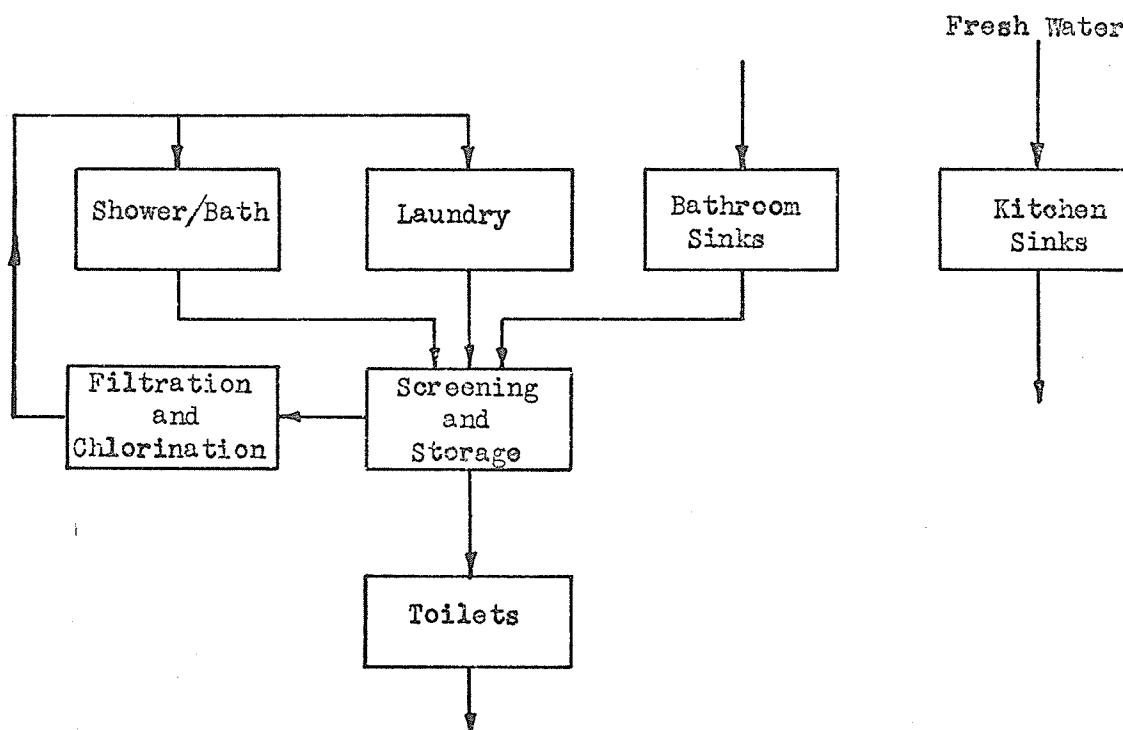 Fresh Water
Shower/Bath
Laundry
Bathroom
Sinks
Kitchen
Sinks
Filtration
and
Chlorination
Screening
and
Storage
Toilets